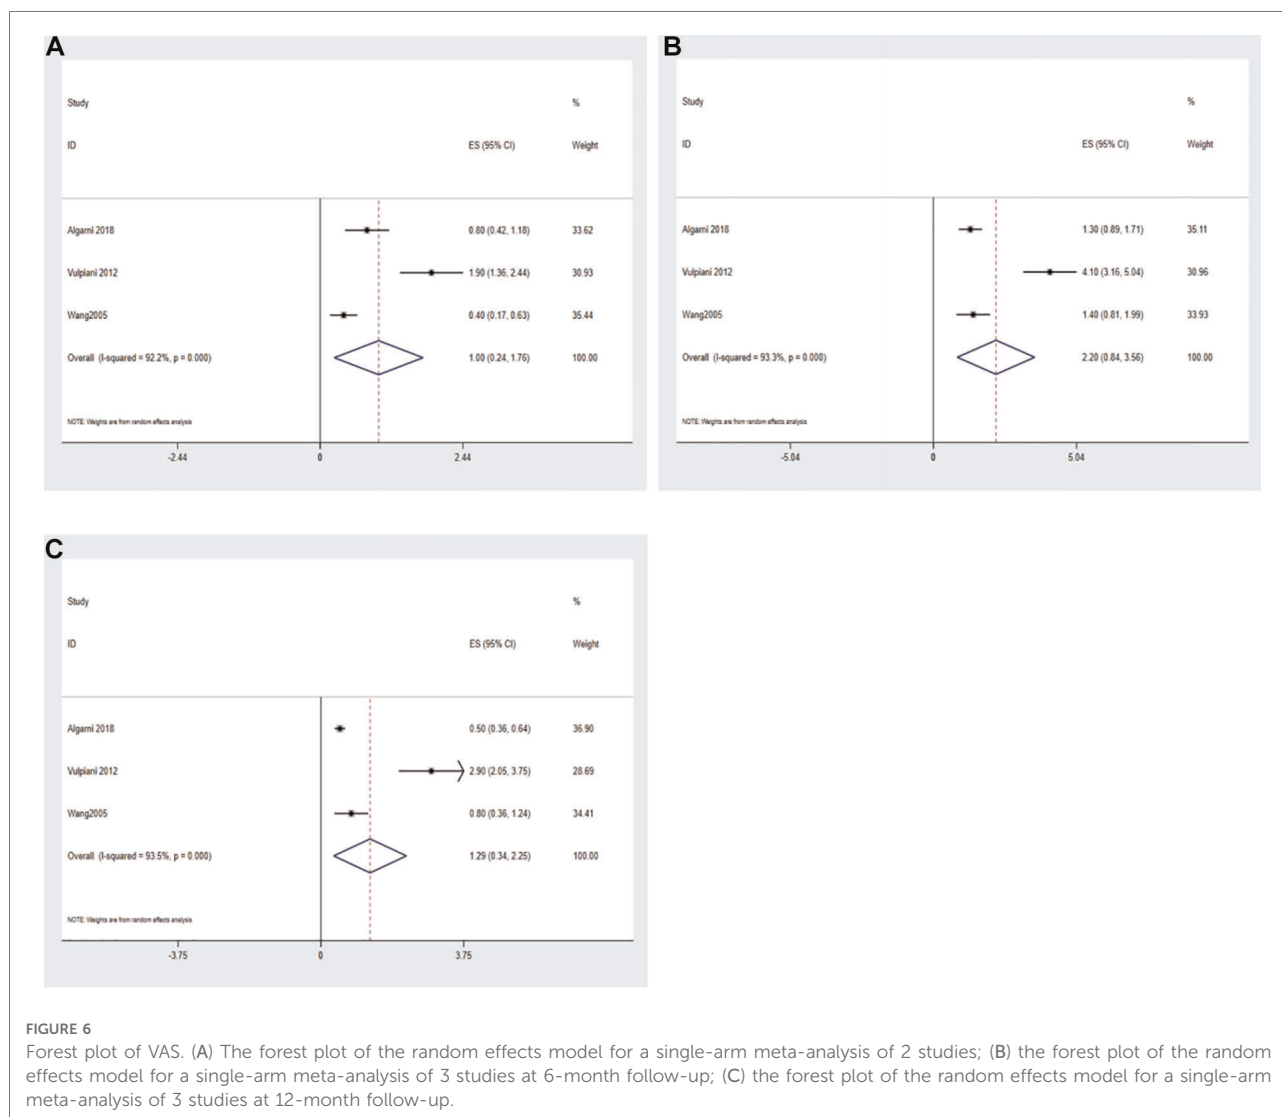 A
Study %
ID ES (95% CI) Weight
Algarni 2018 0.80 (0.42, 1.18) 33.62
Vulpiani 2012 1.90 (1.36, 2.44) 30.93
Wang2005 0.40 (0.17, 0.63) 35.44
Overall (I-squared = 92.2%, p = 0.000) 1.00 (0.24, 1.76) 100.00
NOTE: Weights are from random effects analysis
-2.44 0 2.44
B
Study %
ID ES (95% CI) Weight
Algarni 2018 1.30 (0.89, 1.71) 35.11
Vulpiani 2012 4.10 (3.16, 5.04) 30.96
Wang2005 1.40 (0.81, 1.99) 33.93
Overall (I-squared = 93.3%, p = 0.000) 2.20 (0.84, 3.56) 100.00
NOTE: Weights are from random effects analysis
-5.04 0 5.04
C
Study %
ID ES (95% CI) Weight
Algarni 2018 0.50 (0.36, 0.64) 36.90
Vulpiani 2012 2.90 (2.05, 3.75) 28.69
Wang2005 0.80 (0.36, 1.24) 34.41
Overall (I-squared = 93.5%, p = 0.000) 1.29 (0.34, 2.25) 100.00
NOTE: Weights are from random effects analysis
-3.75 0 3.75
FIGURE 6
Forest plot of VAS. (A) The forest plot of the random effects model for a single-arm meta-analysis of 2 studies; (B) the forest plot of the random
effects model for a single-arm meta-analysis of 3 studies at 6-month follow-up; (C) the forest plot of the random effects model for a single-arm
meta-analysis of 3 studies at 12-month follow-up.